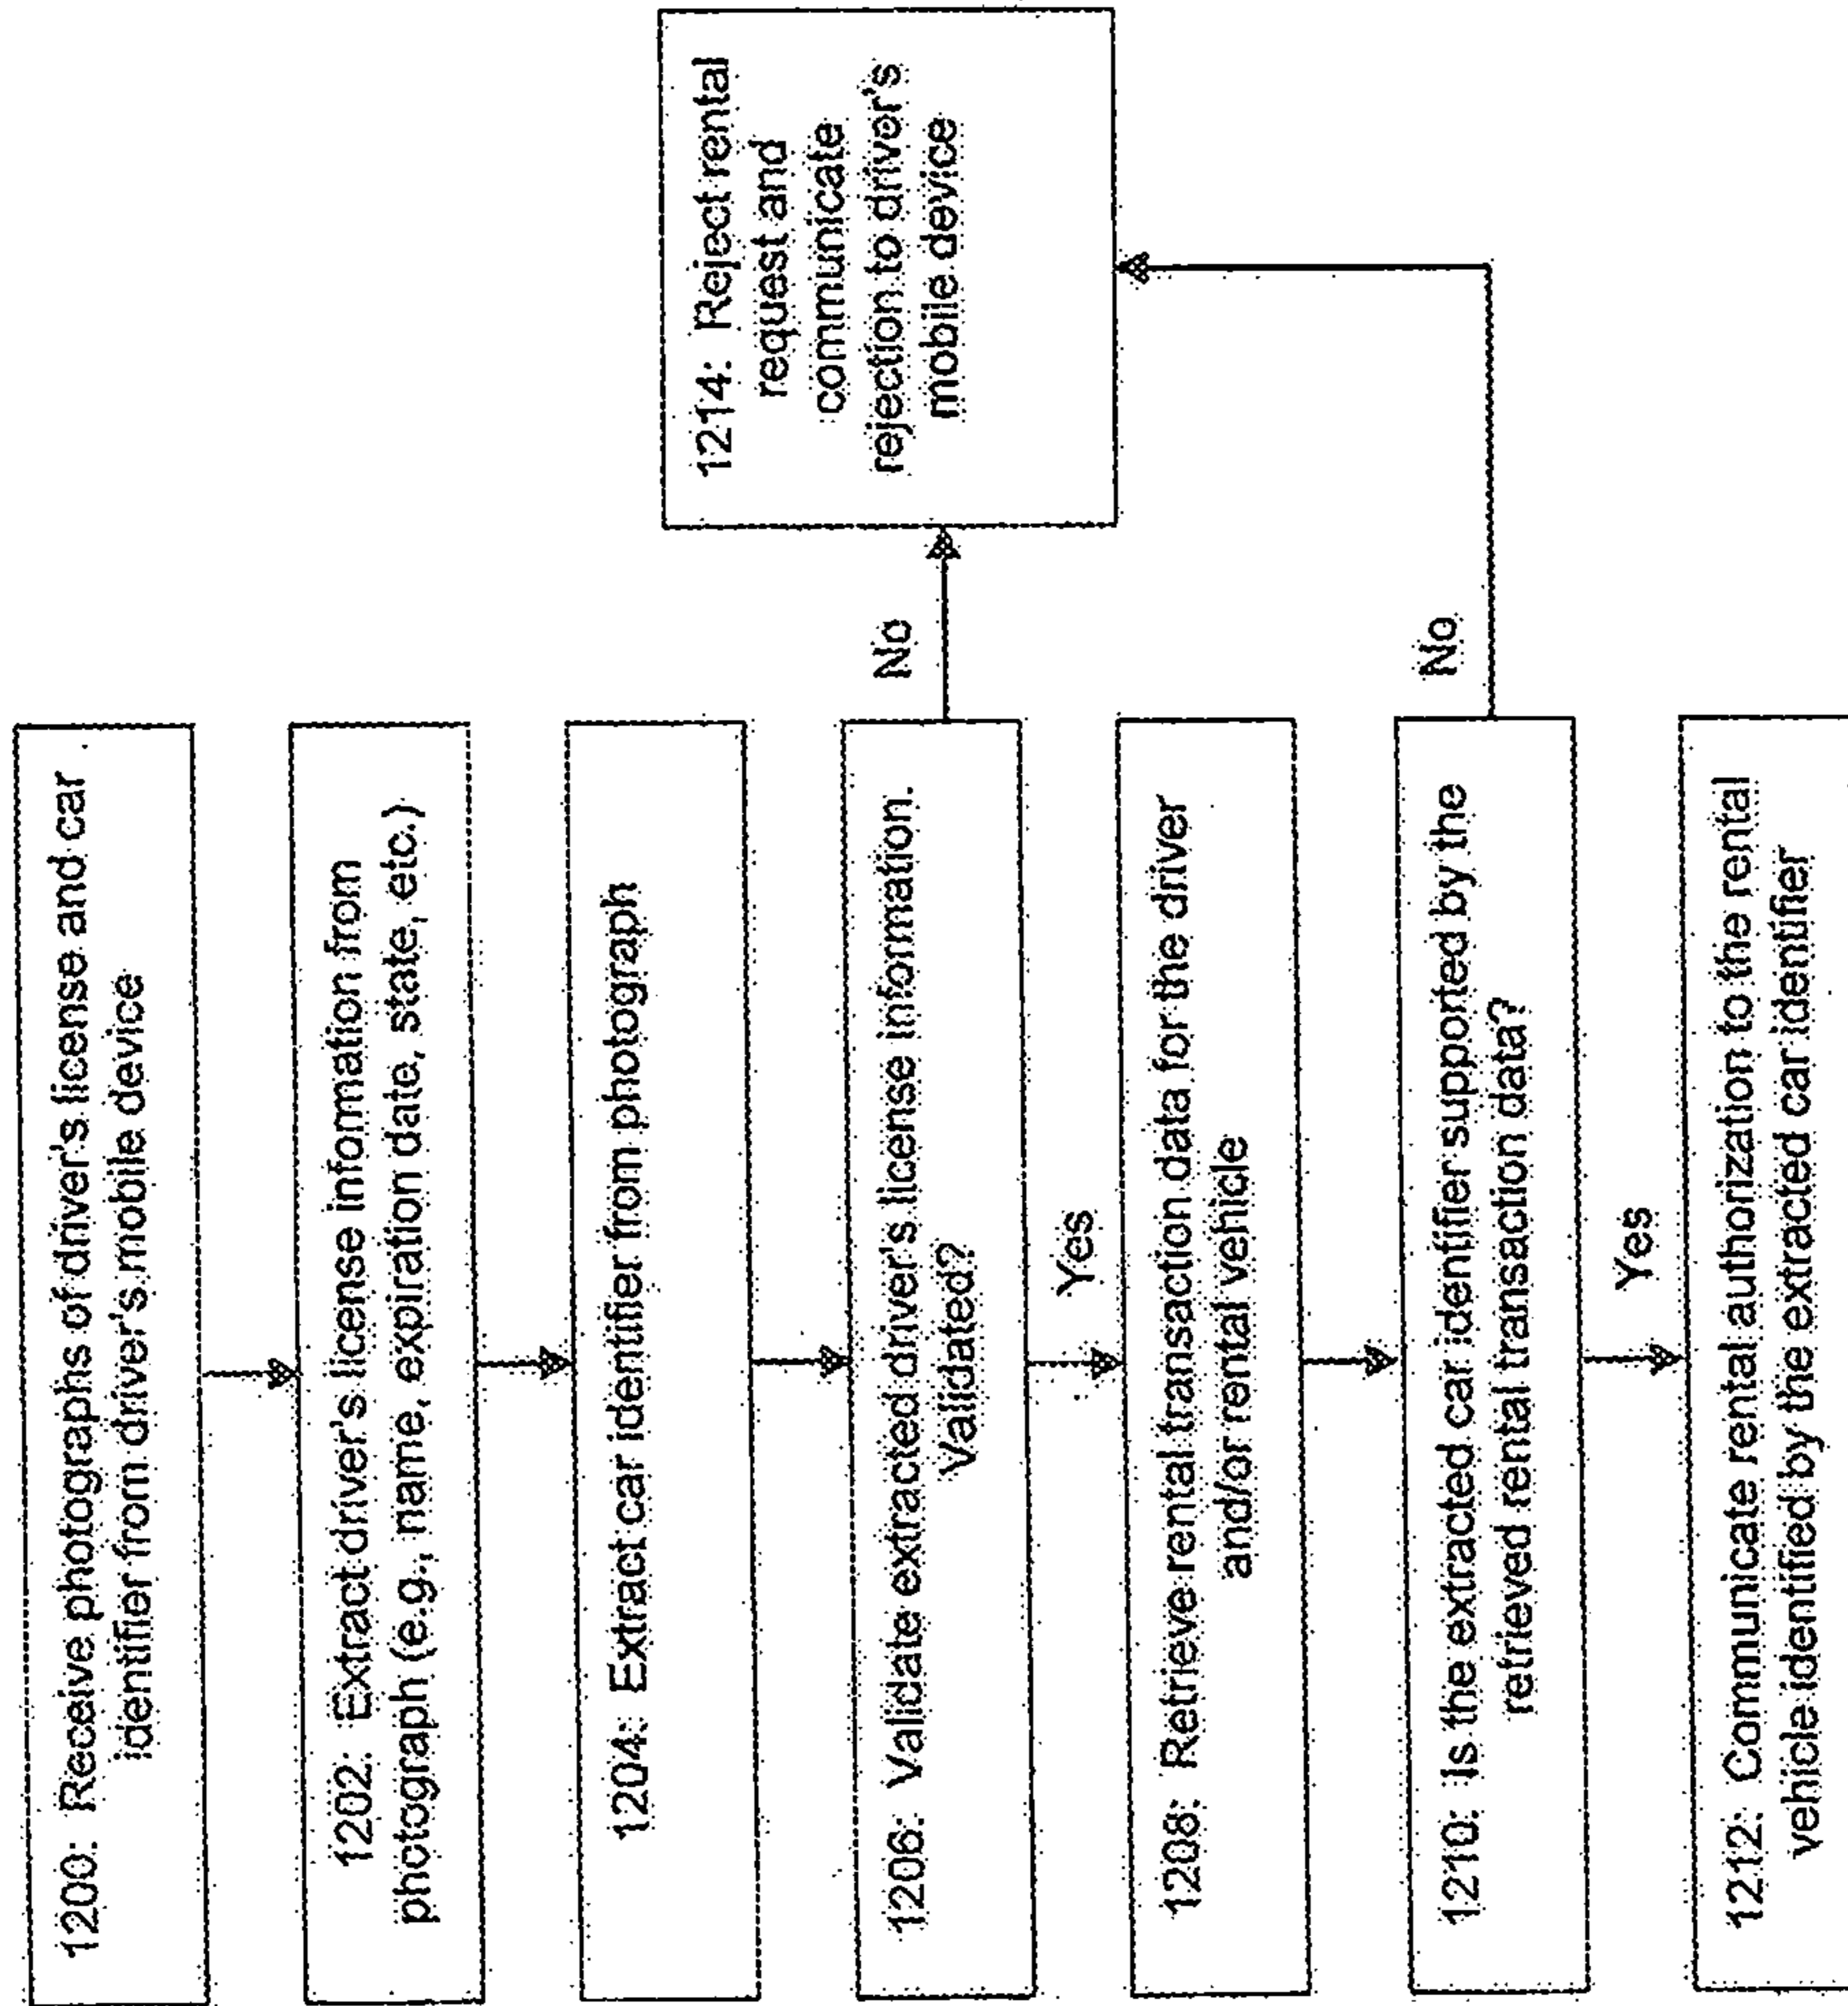 1200: Receive photographs of driver's license and car
identifier from driver's mobile device
1202: Extract driver's license infomation from
photograph (e.g., name, expiration date, state, etc.)
1204: Extract car identifier from photograph
1206: Validate extracted driver's license information.
Validated?
No
1214: Reject rental
request and
communicate
rejection to driver's
mobile device
Yes
1208: Retrieve rental transaction data for the driver
and/or rental vehicle
1210: Is the extracted car identifier supported by the
retrieved rental transaction data?
No
Yes
1212: Communicate rental authorization to the rental
vehicle identified by the extracted car identifier